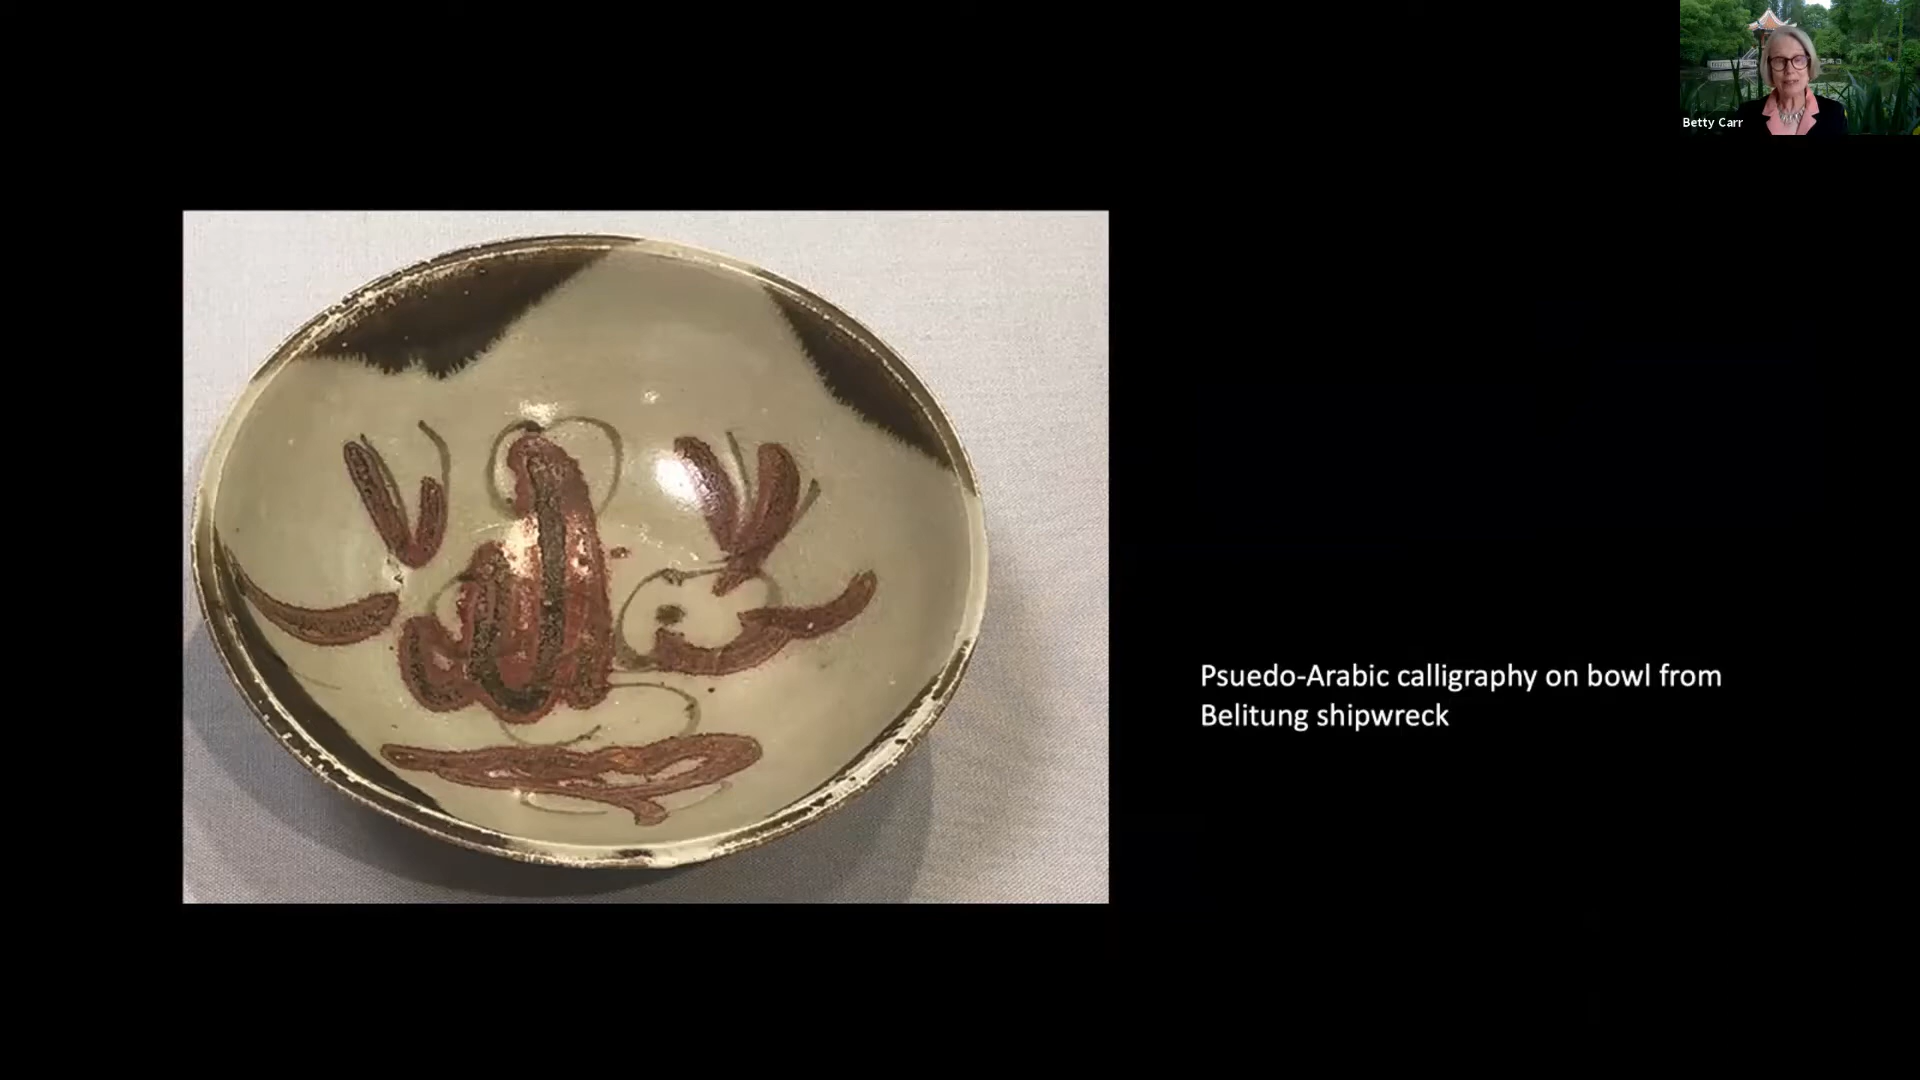 Betty Carr
Psuedo-Arabic calligraphy on bowl from
Belitung shipwreck